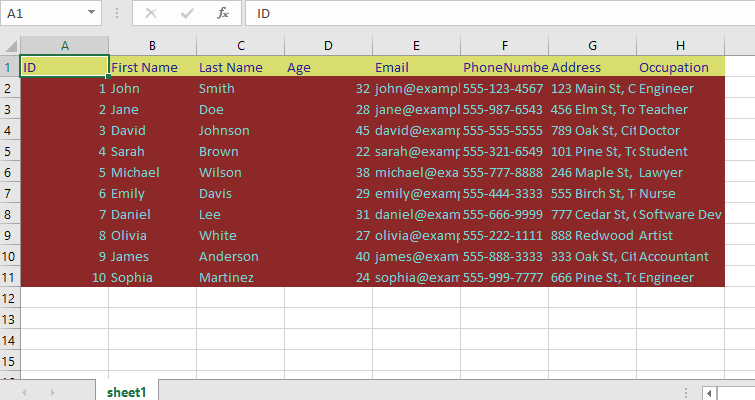 A1 fx ID
A B C D E F G H
1 ID First Name Last Name Age Email PhoneNumbe Address Occupation
2 1 John Smith 32 john@exampl 555-123-4567 123 Main St, C Engineer
3 2 Jane Doe 28 jane@exampl 555-987-6543 456 Elm St, To Teacher
4 3 David Johnson 45 david@examp 555-555-5555 789 Oak St, Cit Doctor
5 4 Sarah Brown 22 sarah@examp 555-321-6549 101 Pine St, To Student
6 5 Michael Wilson 38 michael@exa 555-777-8888 246 Maple St, Lawyer
7 6 Emily Davis 29 emily@examp 555-444-3333 555 Birch St, T Nurse
8 7 Daniel Lee 31 daniel@exam 555-666-9999 777 Cedar St, Software Dev
9 8 Olivia White 27 olivia@exam 555-222-1111 888 Redwood Artist
10 9 James Anderson 40 james@exam 555-888-3333 333 Oak St, Cit Accountant
11 10 Sophia Martinez 24 sophia@exam 555-999-7777 666 Pine St, To Engineer
12
13
14
15
sheet1